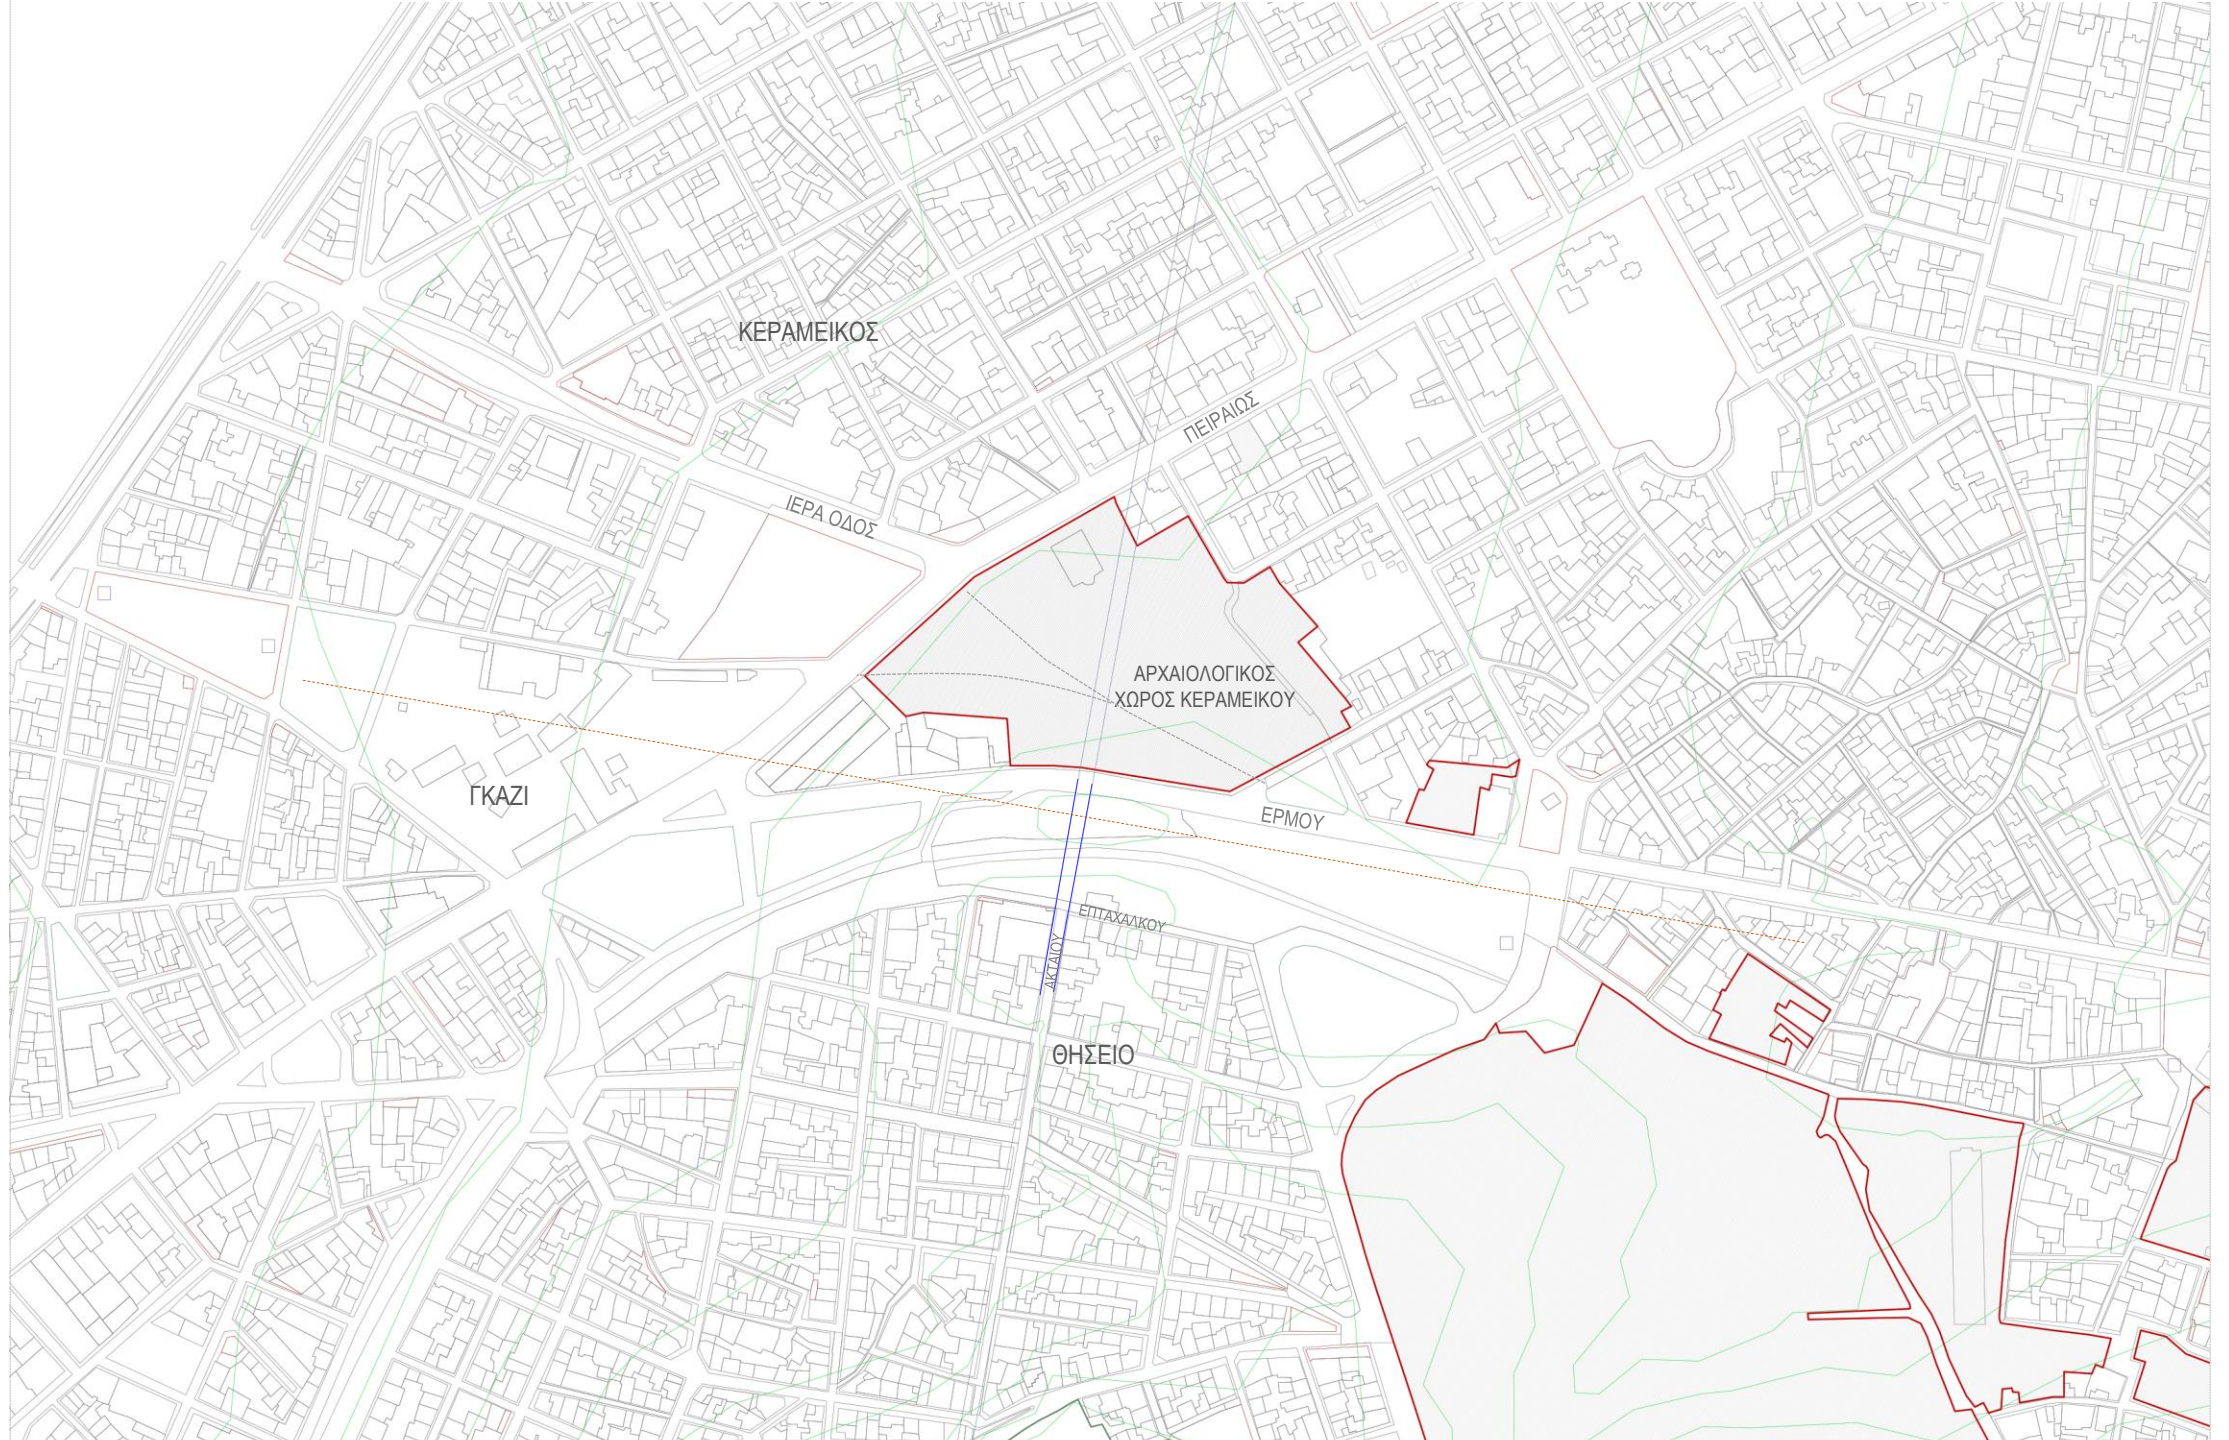 ΚΕΡΑΜΕΙΚΟΣ
ΠΕΙΡΑΙΩΣ
ΙΕΡΑ ΟΔΟΣ
ΑΡΧΑΙΟΛΟΓΙΚΟΣ
ΧΩΡΟΣ ΚΕΡΑΜΕΙΚΟΥ
ΓΚΑΖΙ
ΕΡΜΟΥ
ΕΠΤΑΧΑΛΚΟΥ
ΑΚΤΑΙΟΥ
ΘΗΣΕΙΟ